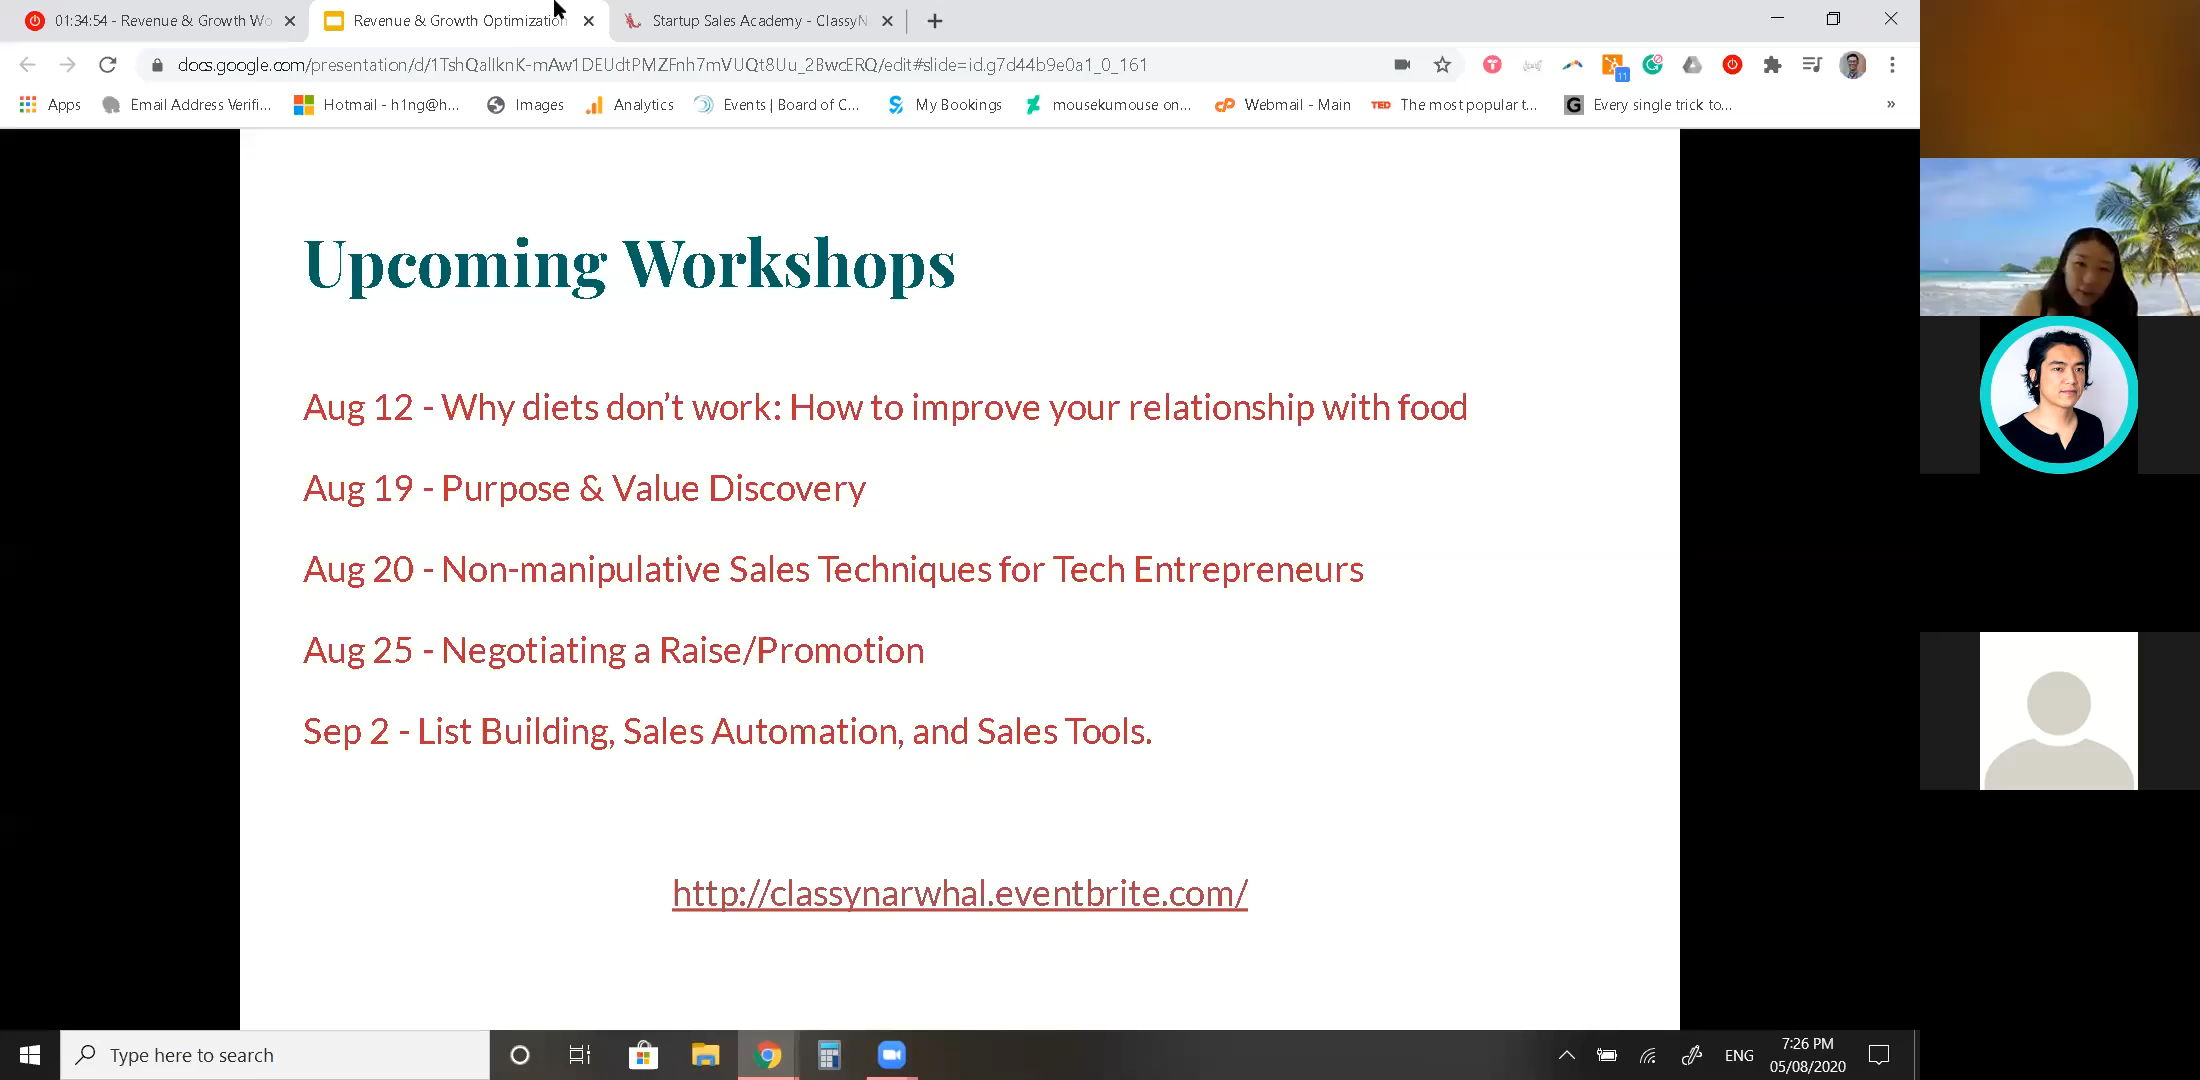 01:34:54 - Revenue & Growth Wo
Revenue & Growth Optimization
Startup Sales Academy - ClassyN
docs.google.com/presentation/d/1TshQallknK-mAw1DEUdtPMZFnh7mVUQt8Uu_2BwcERQ/edit#slide=id.g7d44b9e0a1_0_161
11
Apps
Email Address Verifi...
Hotmail - h1ng@h...
Images
Analytics
Events | Board of C...
My Bookings
mousekumouse on...
Webmail - Main
TED
The most popular t...
G
Every single trick to...
»
Upcoming Workshops
Aug 12 - Why diets don’t work: How to improve your relationship with food
Aug 19 - Purpose & Value Discovery
Aug 20 - Non-manipulative Sales Techniques for Tech Entrepreneurs
Aug 25 - Negotiating a Raise/Promotion
Sep 2 - List Building, Sales Automation, and Sales Tools.
http://classynarwhal.eventbrite.com/
Type here to search
ENG
7:26 PM
05/08/2020